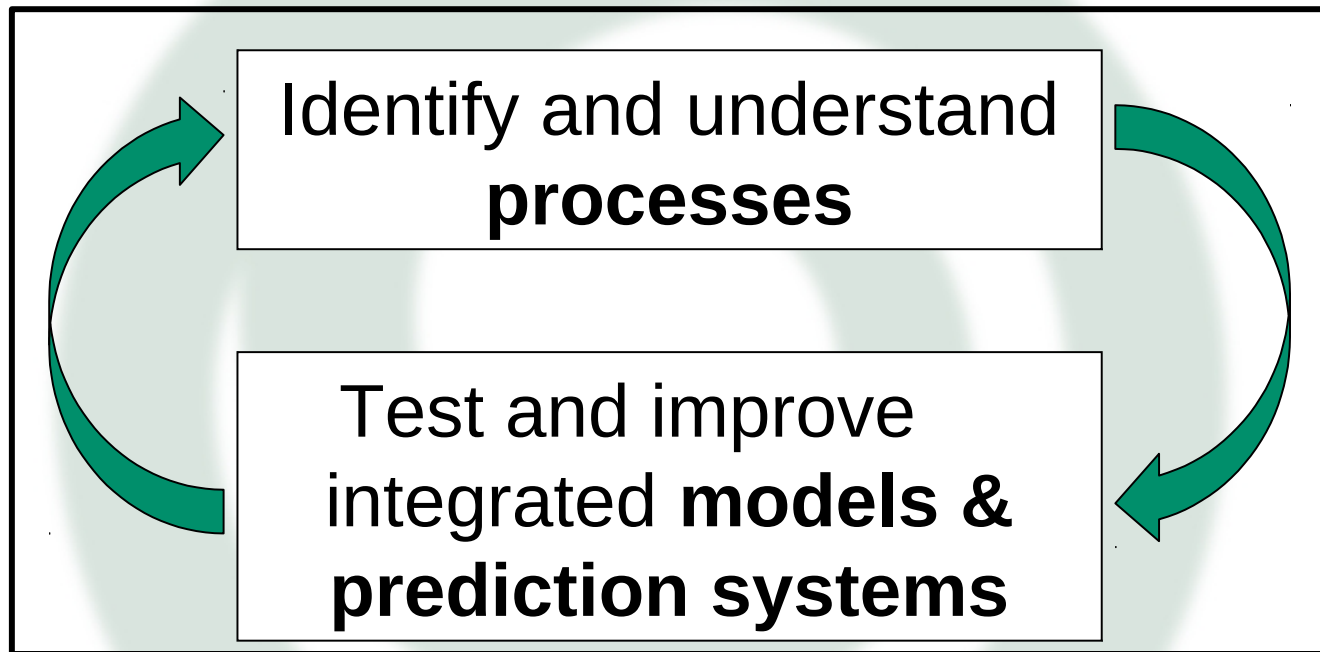 Identify and understand
processes
Test and improve
integrated models &
prediction systems